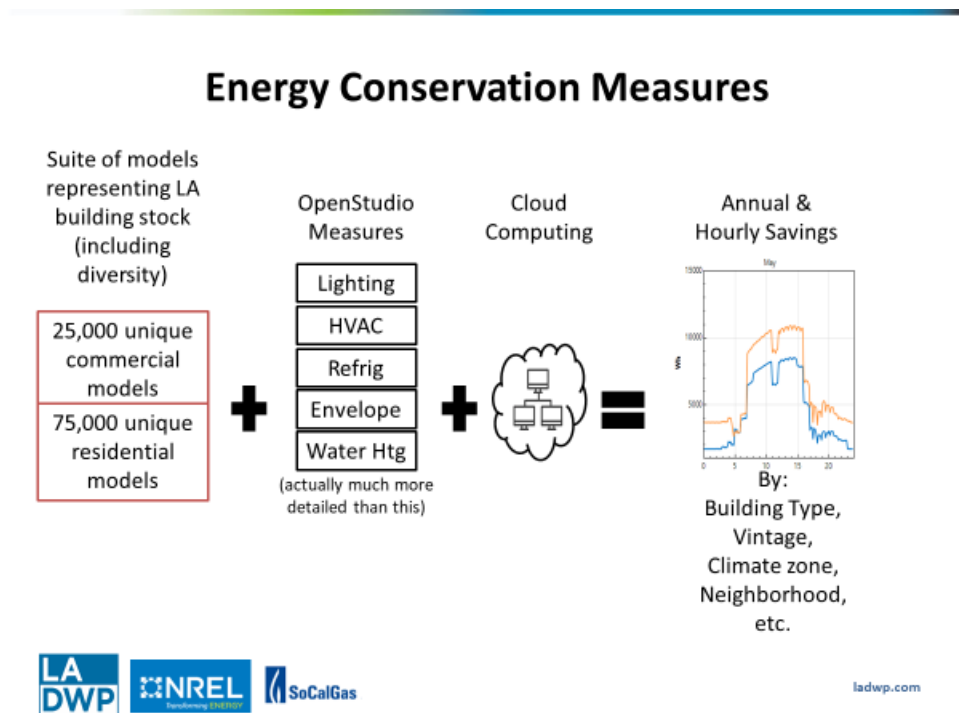 Energy Conservation Measures
Suite of models
representing LA
building stock
(including
diversity)
25,000 unique
commercial
models
75,000 unique
residential
models
OpenStudio
Measures
Lighting
HVAC
Refrig
Envelope
Water Htg
(actually much more
detailed than this)
Cloud
Computing
Annual &
Hourly Savings
May
15000
10000
5000
0
5
10
15
20
By:
Building Type,
Vintage,
Climate zone,
Neighborhood,
etc.
LA
DWP
NREL
Transforming ENERGY
SoCalGas
ladwp.com